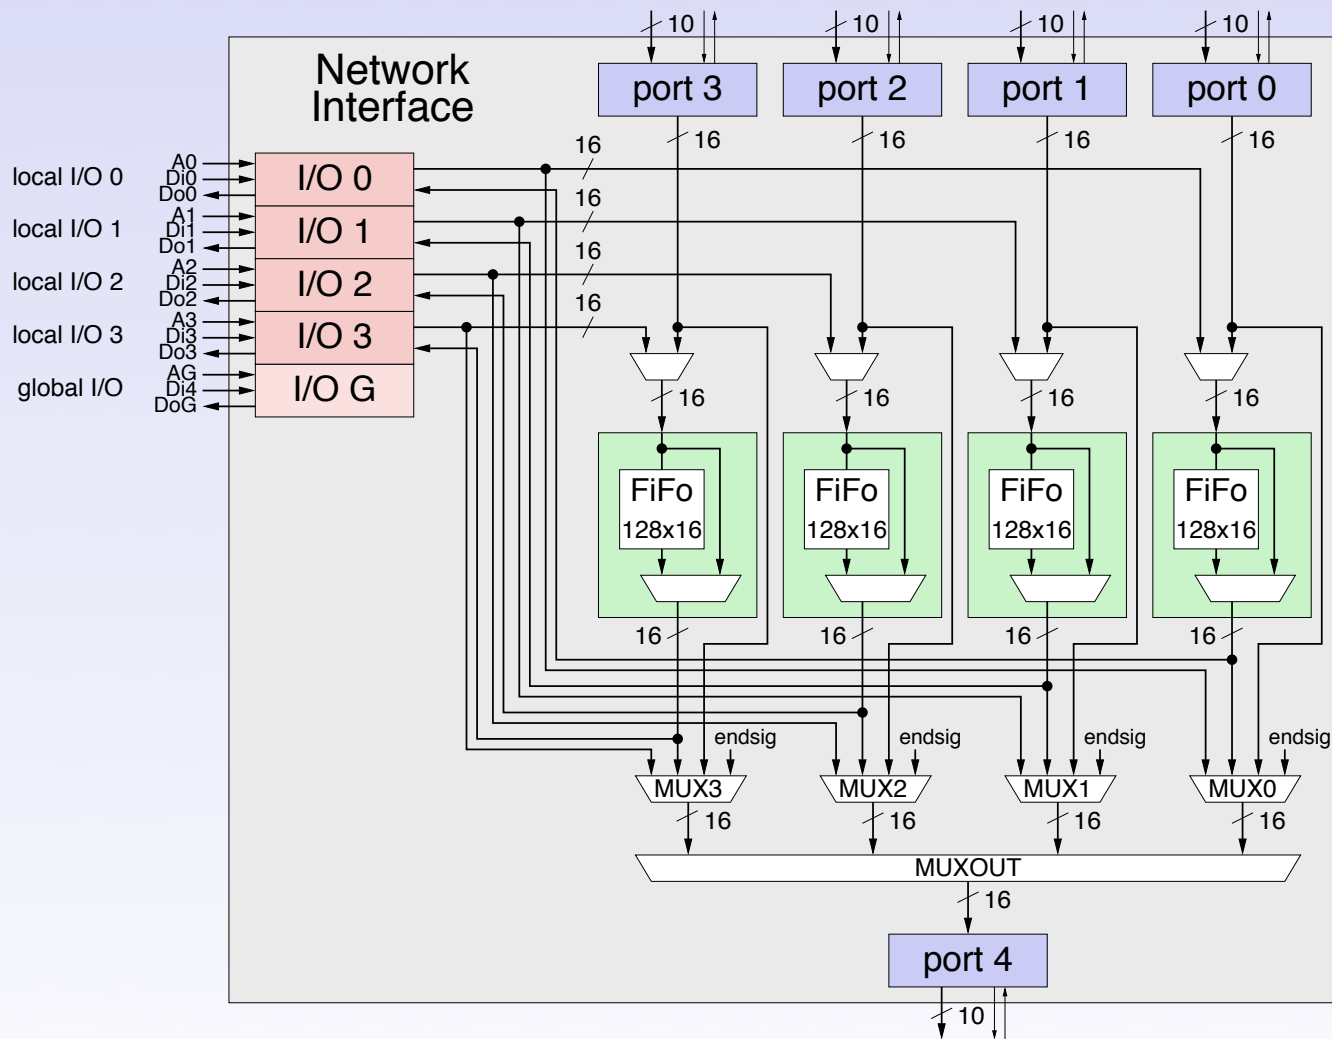 10 10 10 10
Network
Interface
port 3 port 2 port 1 port 0
16 16 16 16
16
16
16
16
local I/O 0 A0 Di0 Do0 I/O 0
local I/O 1 A1 Di1 Do1 I/O 1
local I/O 2 A2 Di2 Do2 I/O 2
local I/O 3 A3 Di3 Do3 I/O 3
global I/O AG Di4 DoG I/O G
16 16 16 16
FiFo FiFo FiFo FiFo
128x16 128x16 128x16 128x16
16 16 16 16
endsig endsig endsig endsig
MUX3 MUX2 MUX1 MUX0
16 16 16 16
MUXOUT
16
port 4
10